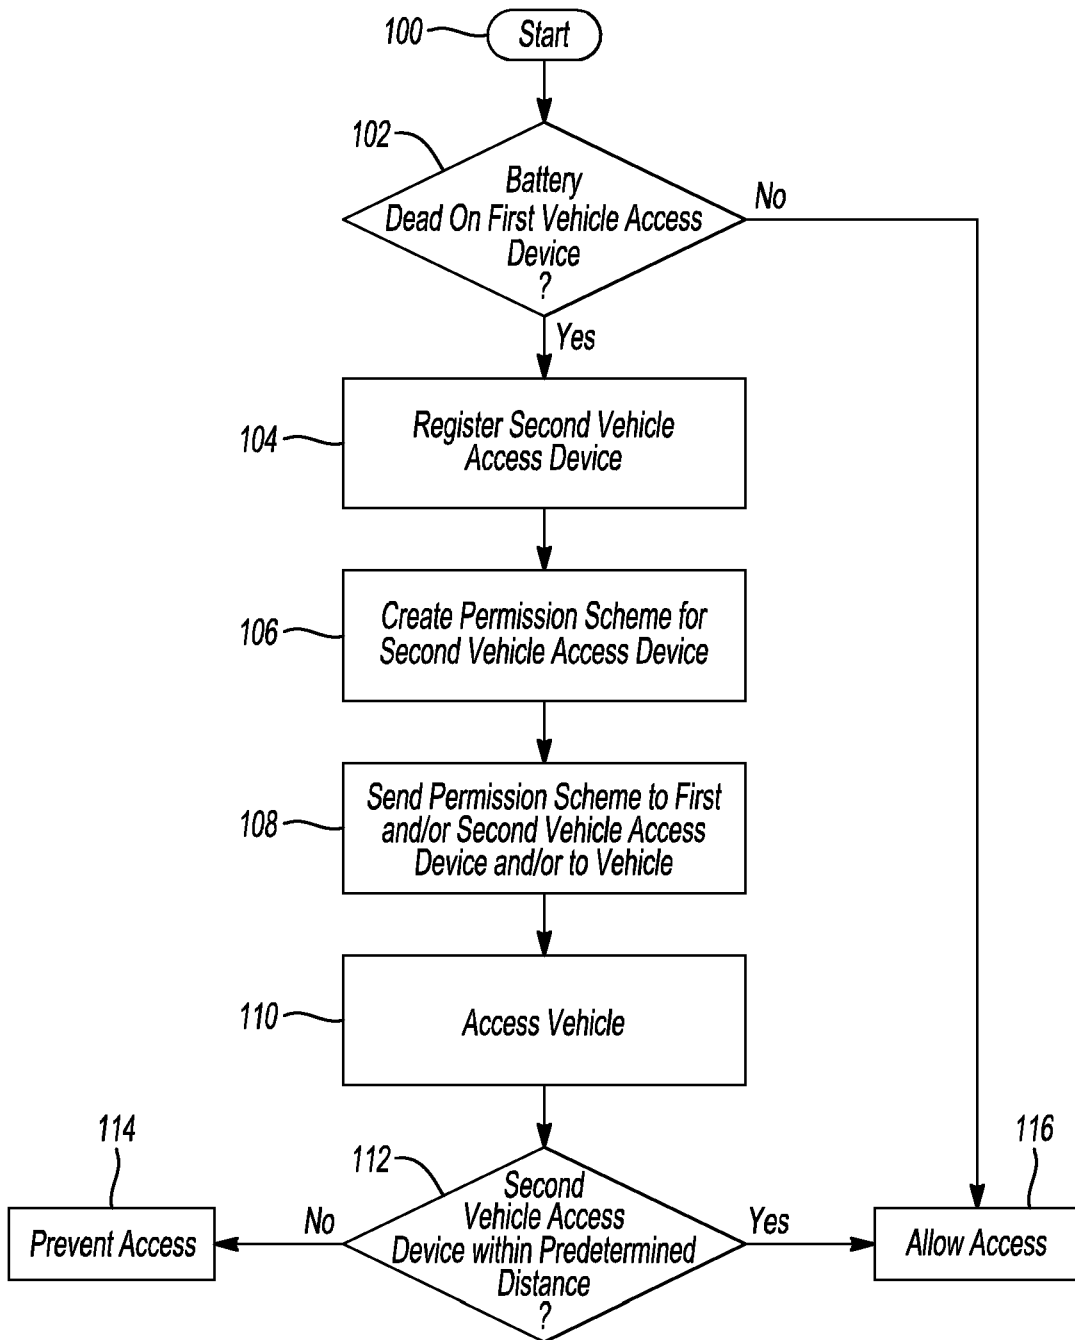 100
Start
102
Battery
Dead On First Vehicle Access
Device
?
No
Yes
104
Register Second Vehicle
Access Device
106
Create Permission Scheme for
Second Vehicle Access Device
108
Send Permission Scheme to First
and/or Second Vehicle Access
Device and/or to Vehicle
110
Access Vehicle
114
112
116
Second
Vehicle Access
Device within Predetermined
Distance
?
No
Yes
Prevent Access
Allow Access